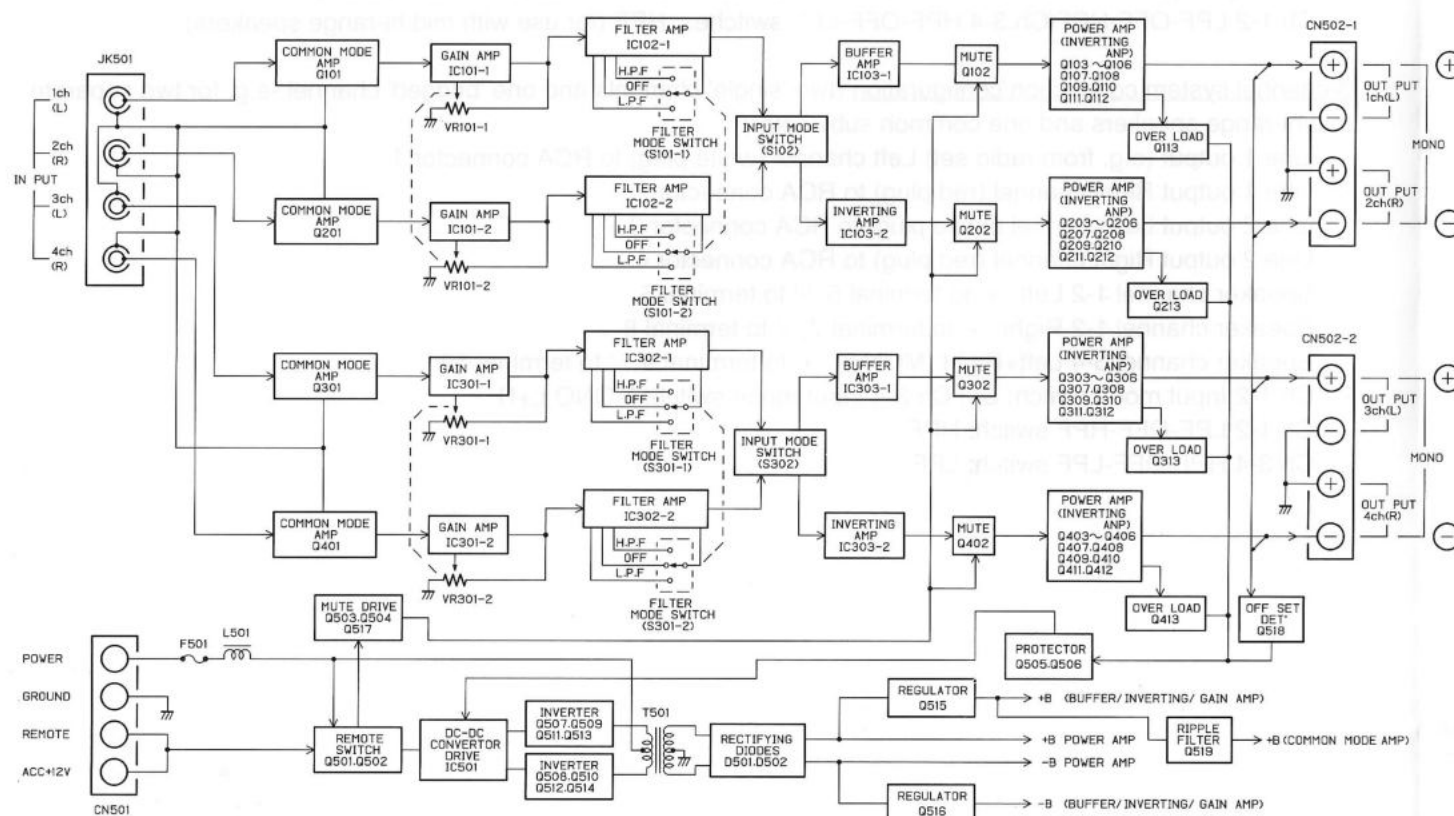 JK501
1ch
(L)
2ch
(R)
IN PUT
3ch
(L)
4ch
(R)
COMMON MODE
AMP
Q101
GAIN AMP
IC101-1
VR101-1
FILTER AMP
IC102-1
H.P.F
OFF
L.P.F
FILTER
MODE SWITCH
(S101-1)
COMMON MODE
AMP
Q201
GAIN AMP
IC101-2
VR101-2
FILTER AMP
IC102-2
H.P.F
OFF
L.P.F
FILTER
MODE SWITCH
(S101-2)
INPUT MODE
SWITCH
(S102)
BUFFER
AMP
IC103-1
MUTE
Q102
POWER AMP
(INVERTING
ANP)
Q103~Q106
Q107.Q108
Q109.Q110
Q111.Q112
OVER LOAD
Q113
INVERTING
AMP
IC103-2
MUTE
Q202
POWER AMP
(INVERTING
ANP)
Q203~Q206
Q207.Q208
Q209.Q210
Q211.Q212
OVER LOAD
Q213
CN502-1
OUT PUT
1ch(L)
OUT PUT
2ch(R)
MONO
COMMON MODE
AMP
Q301
GAIN AMP
IC301-1
VR301-1
FILTER AMP
IC302-1
H.P.F
OFF
L.P.F
FILTER
MODE SWITCH
(S301-1)
COMMON MODE
AMP
Q401
GAIN AMP
IC301-2
VR301-2
FILTER AMP
IC302-2
H.P.F
OFF
L.P.F
FILTER
MODE SWITCH
(S301-2)
INPUT MODE
SWITCH
(S302)
BUFFER
AMP
IC303-1
MUTE
Q302
POWER AMP
(INVERTING
ANP)
Q303~Q306
Q307.Q308
Q309.Q310
Q311.Q312
OVER LOAD
Q313
INVERTING
AMP
IC303-2
MUTE
Q402
POWER AMP
(INVERTING
ANP)
Q403~Q406
Q407.Q408
Q409.Q410
Q411.Q412
OVER LOAD
Q413
CN502-2
OUT PUT
3ch(L)
OUT PUT
4ch(R)
MONO
OFF SET
DET'
Q518
PROTECTOR
Q505.Q506
MUTE DRIVE
Q503.Q504
Q517
F501
L501
POWER
GROUND
REMOTE
ACC+12V
CN501
REMOTE
SWITCH
Q501.Q502
DC-DC
CONVERTOR
DRIVE
IC501
INVERTER
Q507.Q509
Q511.Q513
INVERTER
Q508.Q510
Q512.Q514
T501
RECTIFYING
DIODES
D501.D502
REGULATOR
Q515
+B (BUFFER/INVERTING/GAIN AMP)
+B POWER AMP
-B POWER AMP
RIPPLE
FILTER
Q519
+B(COMMON MODE AMP)
REGULATOR
Q516
-B (BUFFER/INVERTING/GAIN AMP)